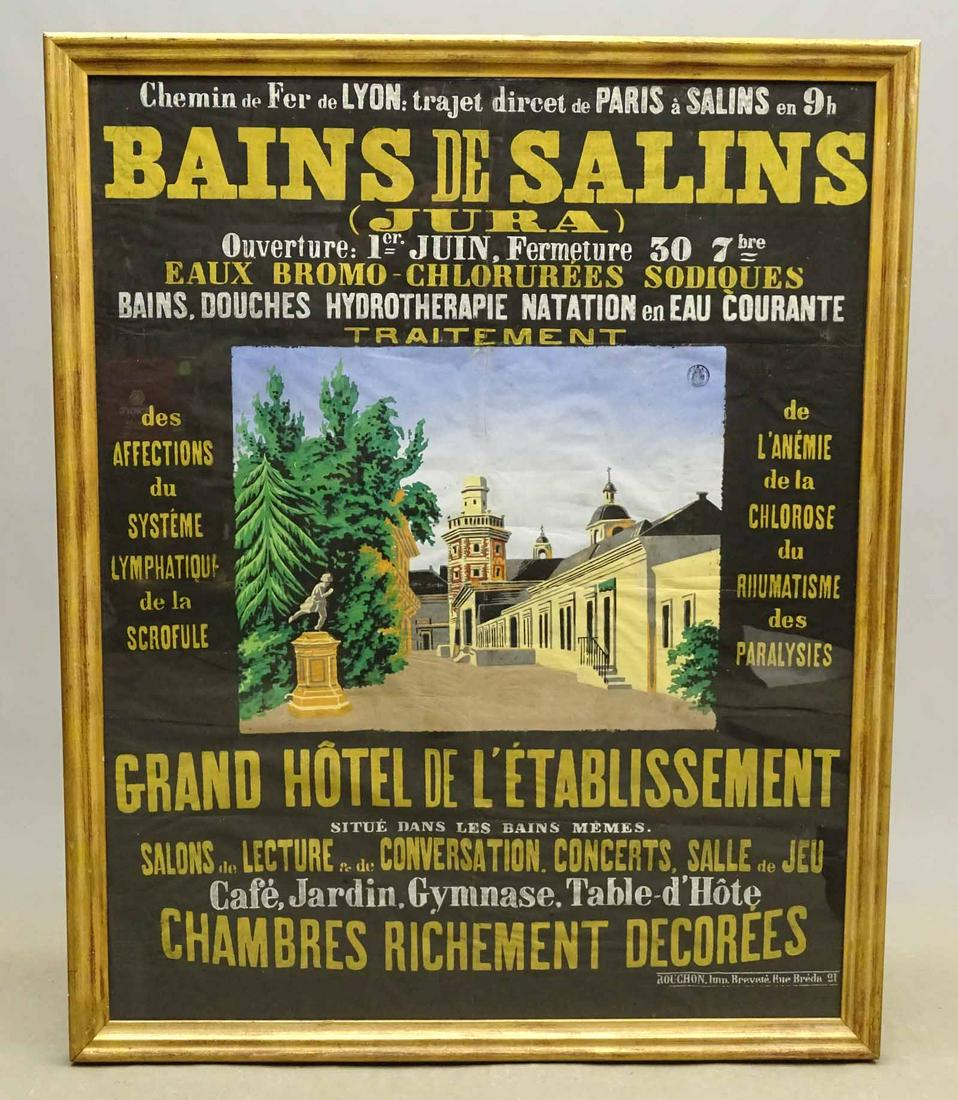 Chemin de Fer de LYON: trajet dircet de PARIS à SALINS en 9h
BAINS DE SALINS
(JURA)
Ouverture: 1er. JUIN, Fermeture 30 7bre
EAUX BROMO-CHLORURÉES SODIQUES
BAINS, DOUCHES HYDROTHERAPIE NATATION en EAU COURANTE
TRAITEMENT
des
AFFECTIONS
du
SYSTÉME
LYMPHATIQUE
de la
SCROFULE
de
L'ANÉMIE
de la
CHLOROSE
du
RHUMATISME
des
PARALYSIES
GRAND HÔTEL DE L'ÉTABLISSEMENT
SITUÉ DANS LES BAINS MÊMES.
SALONS de LECTURE & de CONVERSATION. CONCERTS, SALLE de JEU
Café, Jardin, Gymnase, Table-d'Hôte
CHAMBRES RICHEMENT DECORÉES
ROUCHON, Imp. Breveté, Rue Bréda 21